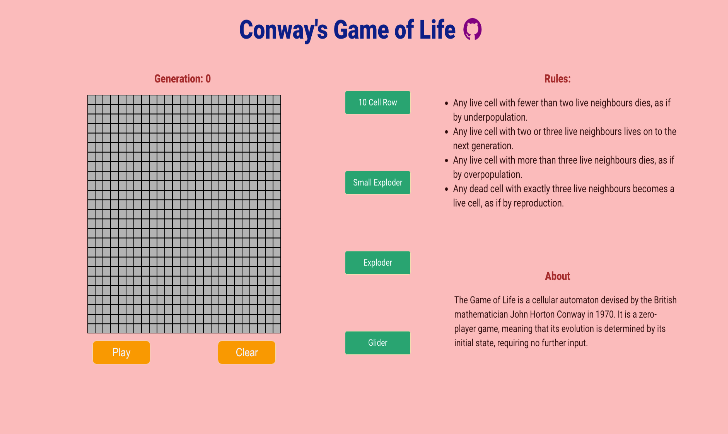 Conway's Game of Life
Generation: 0
Play
Clear
10 Cell Row
Small Exploder
Exploder
Glider
Rules:
Any live cell with fewer than two live neighbours dies, as if
by underpopulation.
Any live cell with two or three live neighbours lives on to the
next generation.
Any live cell with more than three live neighbours dies, as if
by overpopulation.
Any dead cell with exactly three live neighbours becomes a
live cell, as if by reproduction.
About
The Game of Life is a cellular automaton devised by the British
mathematician John Horton Conway in 1970. It is a zero-
player game, meaning that its evolution is determined by its
initial state, requiring no further input.